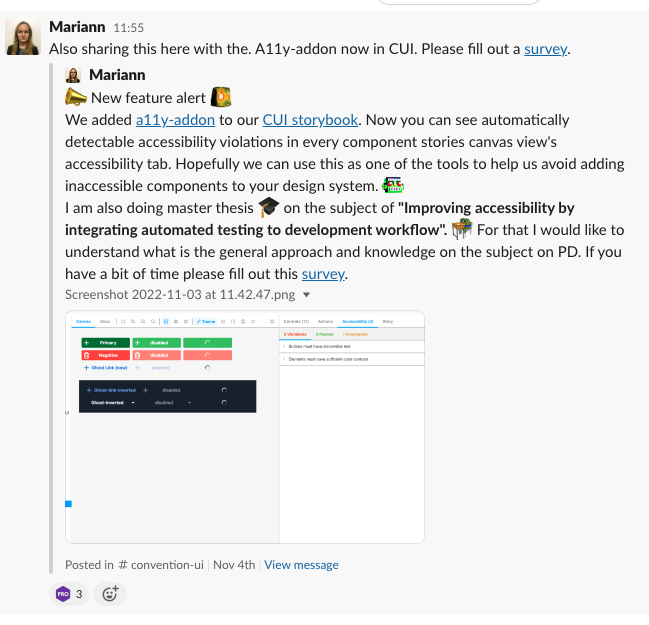 Mariann 11:55
Also sharing this here with the. A11y-addon now in CUI. Please fill out a survey.
Mariann
New feature alert
We added a11y-addon to our CUI storybook. Now you can see automatically
detectable accessibility violations in every component stories canvas view's
accessibility tab. Hopefully we can use this as one of the tools to help us avoid adding
inaccessible components to your design system.
I am also doing master thesis on the subject of "Improving accessibility by
integrating automated testing to development workflow". For that I would like to
understand what is the general approach and knowledge on the subject on PD. If you
have a bit of time please fill out this survey.
Screenshot 2022-11-03 at 11.42.47.png
Canvas Docs Theme Controls (11) Actions Accessibility (3) Story
2 Violations 2 Passes 1 Incomplete
Primary disabled
Buttons must have discernible text
Negative disabled
Elements must have sufficient color contrast
Ghost Link (new) disabled
Ghost-link-inverted disabled
Ghost-inverted disabled
Posted in # convention-ui | Nov 4th | View message
PRO 3